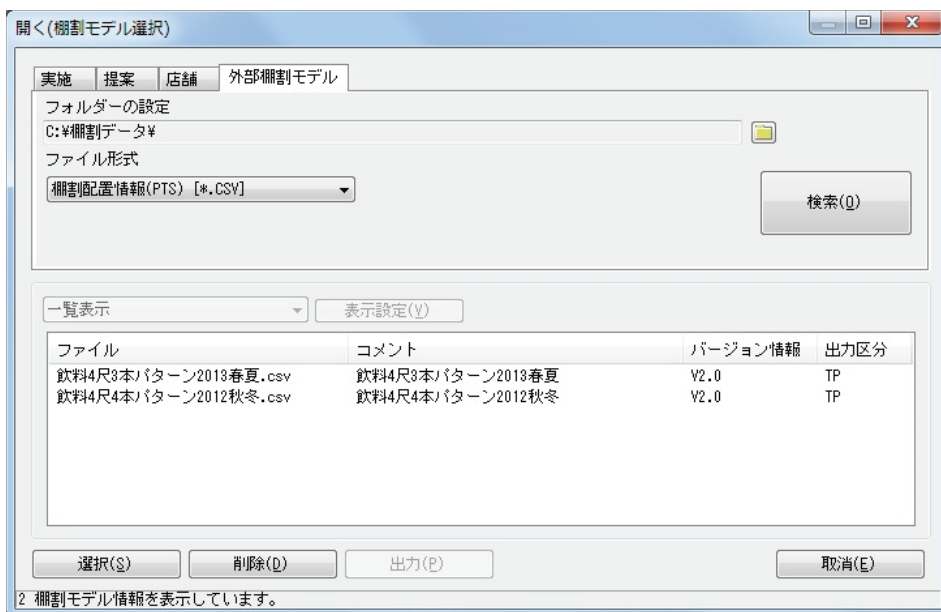 開く(棚割モデル選択)
実施 提案 店舗 外部棚割モデル
フォルダーの設定
C:¥棚割データ¥
ファイル形式
棚割配置情報(PTS) [*.CSV]
検索(O)
一覧表示 表示設定(V)
ファイル コメント バージョン情報 出力区分
飲料4尺3本パターン2013春夏.csv 飲料4尺3本パターン2013春夏 V2.0 TP
飲料4尺4本パターン2012秋冬.csv 飲料4尺4本パターン2012秋冬 V2.0 TP
選択(S) 削除(D) 出力(P) 取消(E)
2 棚割モデル情報を表示しています。